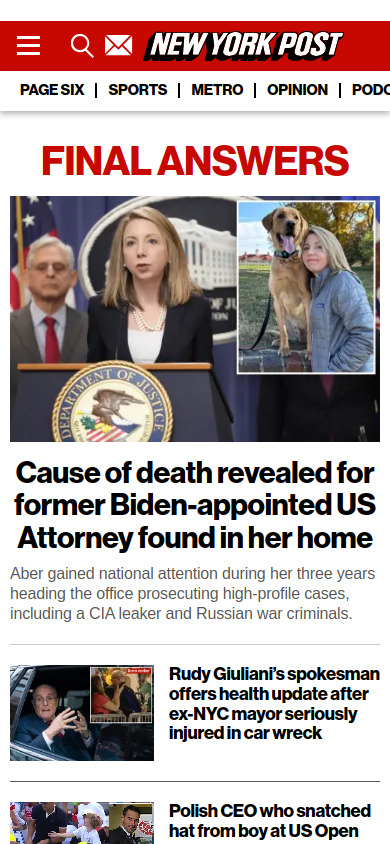 NEW YORK POST
PAGE SIX
SPORTS
METRO
OPINION
PODC
FINAL ANSWERS
DEPARTMENT OF JUSTICE
Cause of death revealed for
former Biden-appointed US
Attorney found in her home
Aber gained national attention during her three years
heading the office prosecuting high-profile cases,
including a CIA leaker and Russian war criminals.
Rudy Giuliani’s spokesman
offers health update after
ex-NYC mayor seriously
injured in car wreck
Polish CEO who snatched
hat from boy at US Open